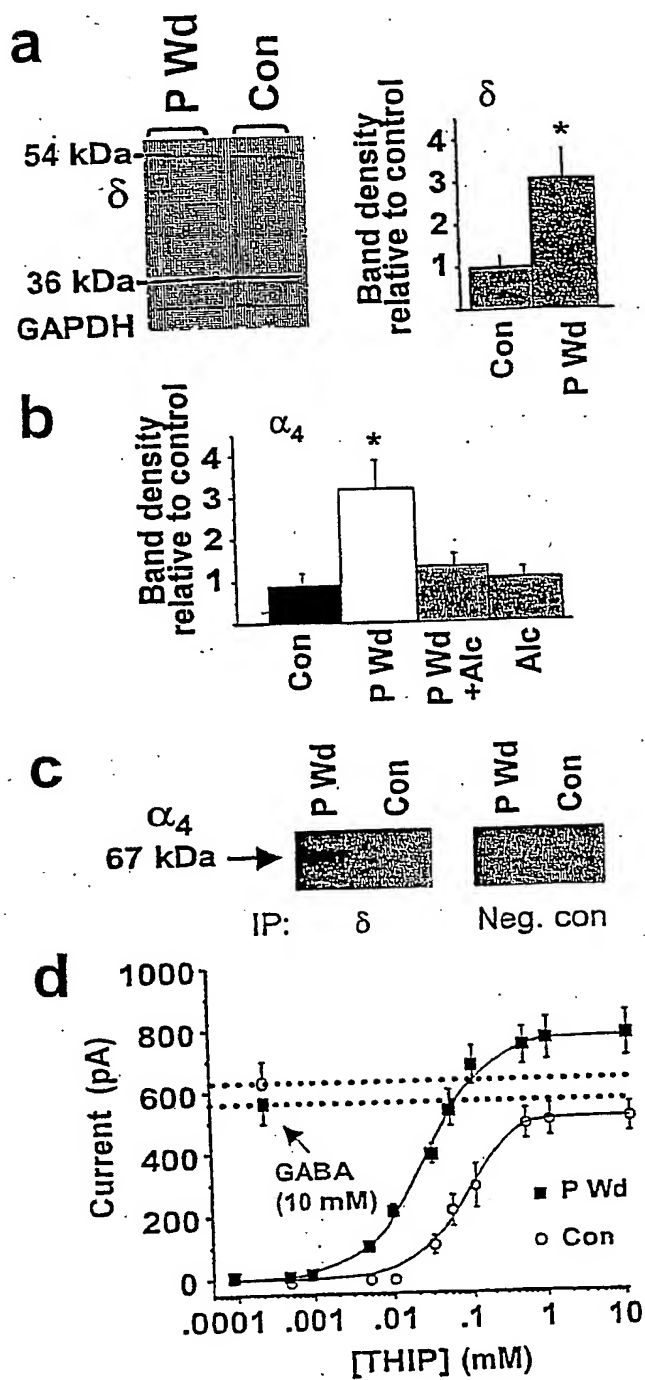 a
P Wd
Con
54 kDa-
δ
36 kDa-
GAPDH
δ
Band density
relative to control
4
3
2
1
*
Con
P Wd
b
α4
Band density
relative to control
4
3
2
1
*
Con
P Wd
P Wd
+Alc
Alc
c
P Wd
Con
P Wd
Con
α4
67 kDa
IP: δ
Neg. con
d
1000
800
600
400
200
0
Current (pA)
GABA
(10 mM)
P Wd
Con
.0001 .001 .01 .1 1 10
[THIP] (mM)